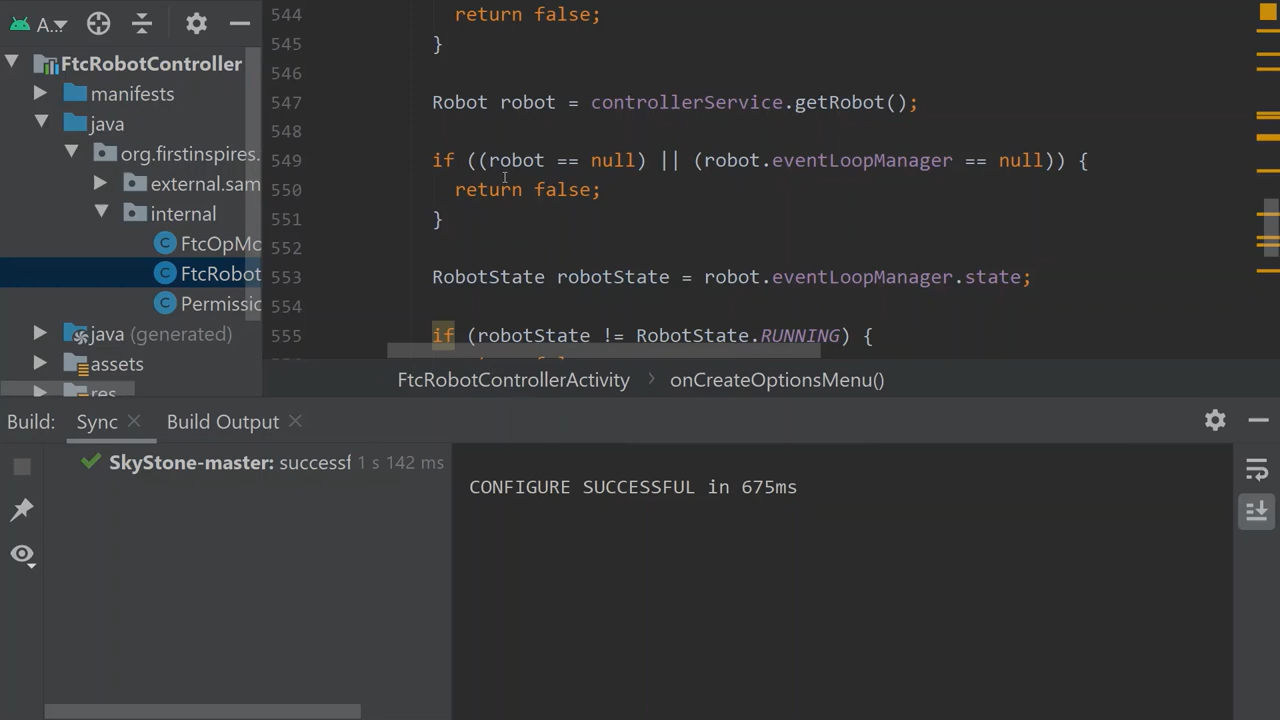 A...
FtcRobotController
manifests
java
org.firstinspires.
external.sam
internal
FtcOpMo
FtcRobot
Permissic
java (generated)
assets
res
544 return false;
545 }
546
547 Robot robot = controllerService.getRobot();
548
549 if ((robot == null) || (robot.eventLoopManager == null)) {
550 return false;
551 }
552
553 RobotState robotState = robot.eventLoopManager.state;
554
555 if (robotState != RobotState.RUNNING) {
FtcRobotControllerActivity > onCreateOptionsMenu()
Build: Sync × Build Output ×
SkyStone-master: successf 1 s 142 ms
CONFIGURE SUCCESSFUL in 675ms